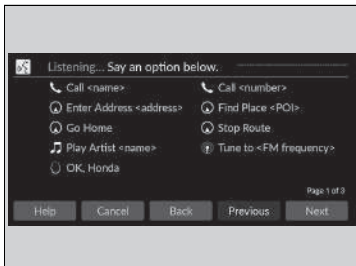 Listening... Say an option below.
Call <name>
Call <number>
Enter Address <address>
Find Place <POI>
Go Home
Stop Route
Play Artist <name>
Tune to <FM frequency>
OK, Honda
Page 1 of 3
Help Cancel Back Previous Next